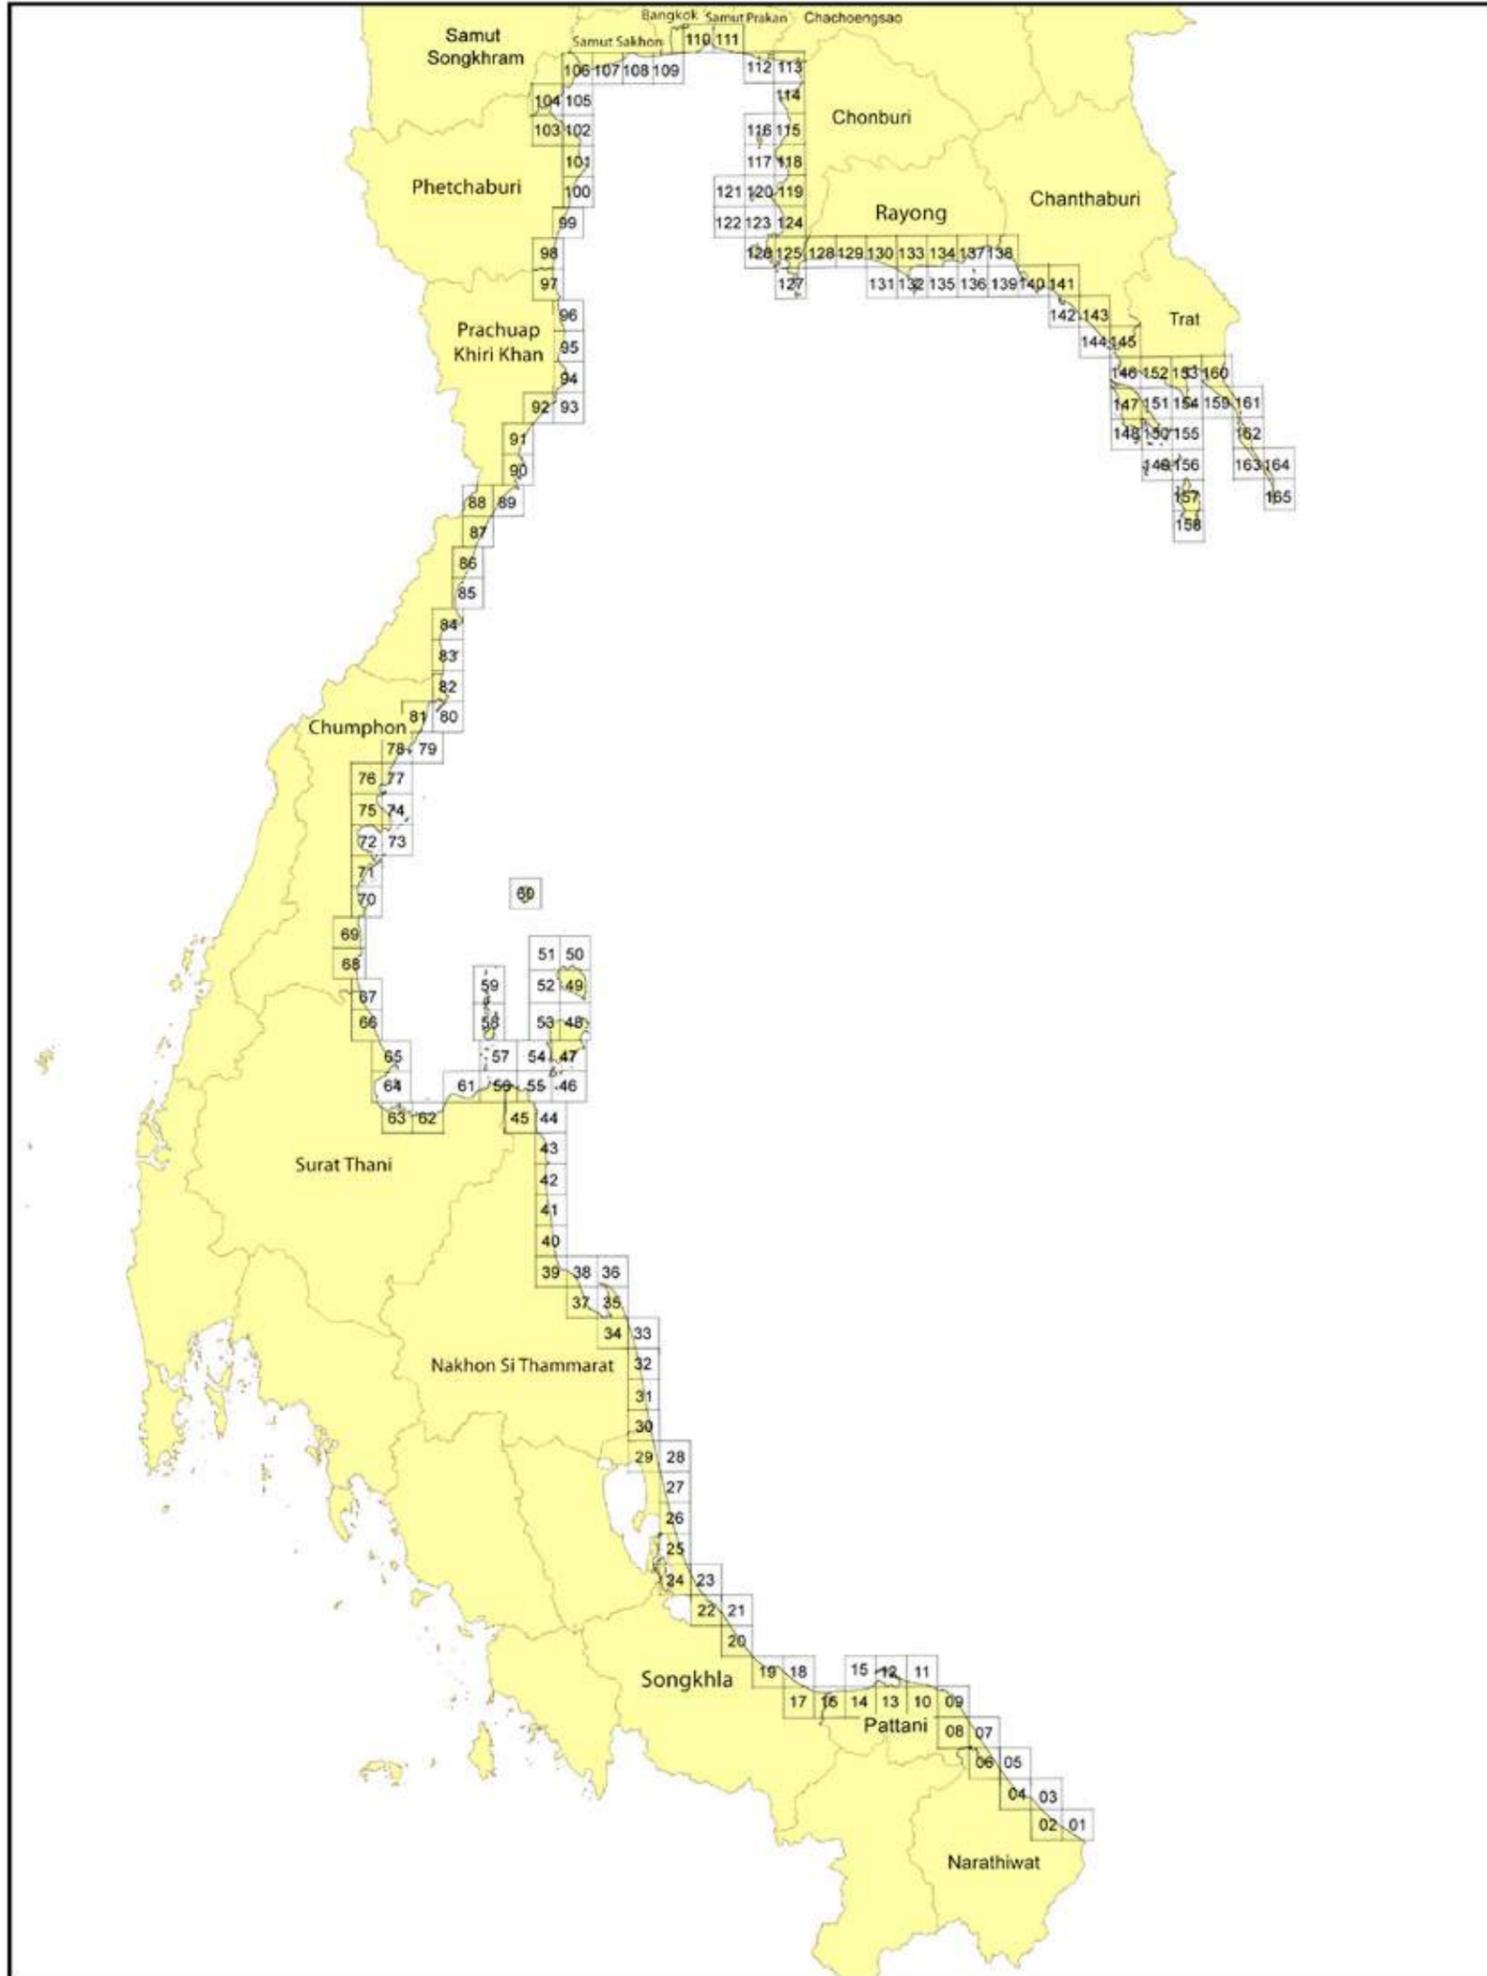 Bangkok Samut Prakan Chachoengsao
Samut
Songkhram
Samut Sakhon
110 111
106 107 108 109
112 113
104 105
114
Chonburi
103 102
116 115
101
117 118
Phetchaburi
100
121 120 119
Chanthaburi
Rayong
99
122 123 124
98
126 125 128 129 130 133 134 137 138
97
127
131 132 135 136 139 140 141
96
142 143
Trat
Prachuap
Khiri Khan
95
144 145
94
146 152 153 160
92 93
147 151 154 159 161
91
148 150 155
162
90
149 156
163 164
88 89
157
165
87
158
86
85
84
83
82
81 80
Chumphon
78 79
76 77
75 74
72 73
71
70
60
69
51 50
68
59
52 49
67
66
58
53 48
65
57 54 47
64
61 56 55 46
63 62
45 44
43
Surat Thani
42
41
40
39 38 36
37 35
34 33
Nakhon Si Thammarat
32
31
30
29 28
27
26
25
24 23
22 21
20
19 18
15 12 11
Songkhla
17 16 14 13 10 09
Pattani
08 07
06 05
04 03
02 01
Narathiwat